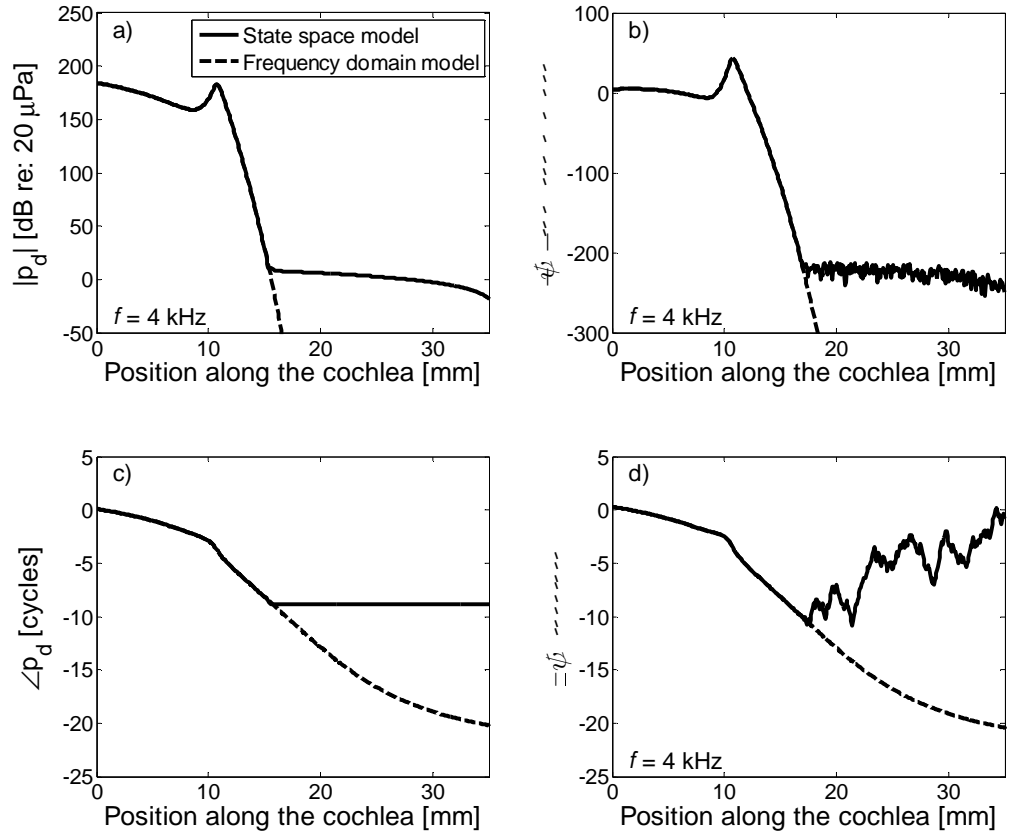 a)
State space model
Frequency domain model
|p_d| [dB re: 20 μPa]
250
200
150
100
50
0
-50
f = 4 kHz
0 10 20 30
Position along the cochlea [mm]
b)
100
0
-100
-200
-300
f = 4 kHz
0 10 20 30
Position along the cochlea [mm]
c)
∠p_d [cycles]
5
0
-5
-10
-15
-20
-25
0 10 20 30
Position along the cochlea [mm]
d)
5
0
-5
-10
-15
-20
-25
f = 4 kHz
0 10 20 30
Position along the cochlea [mm]